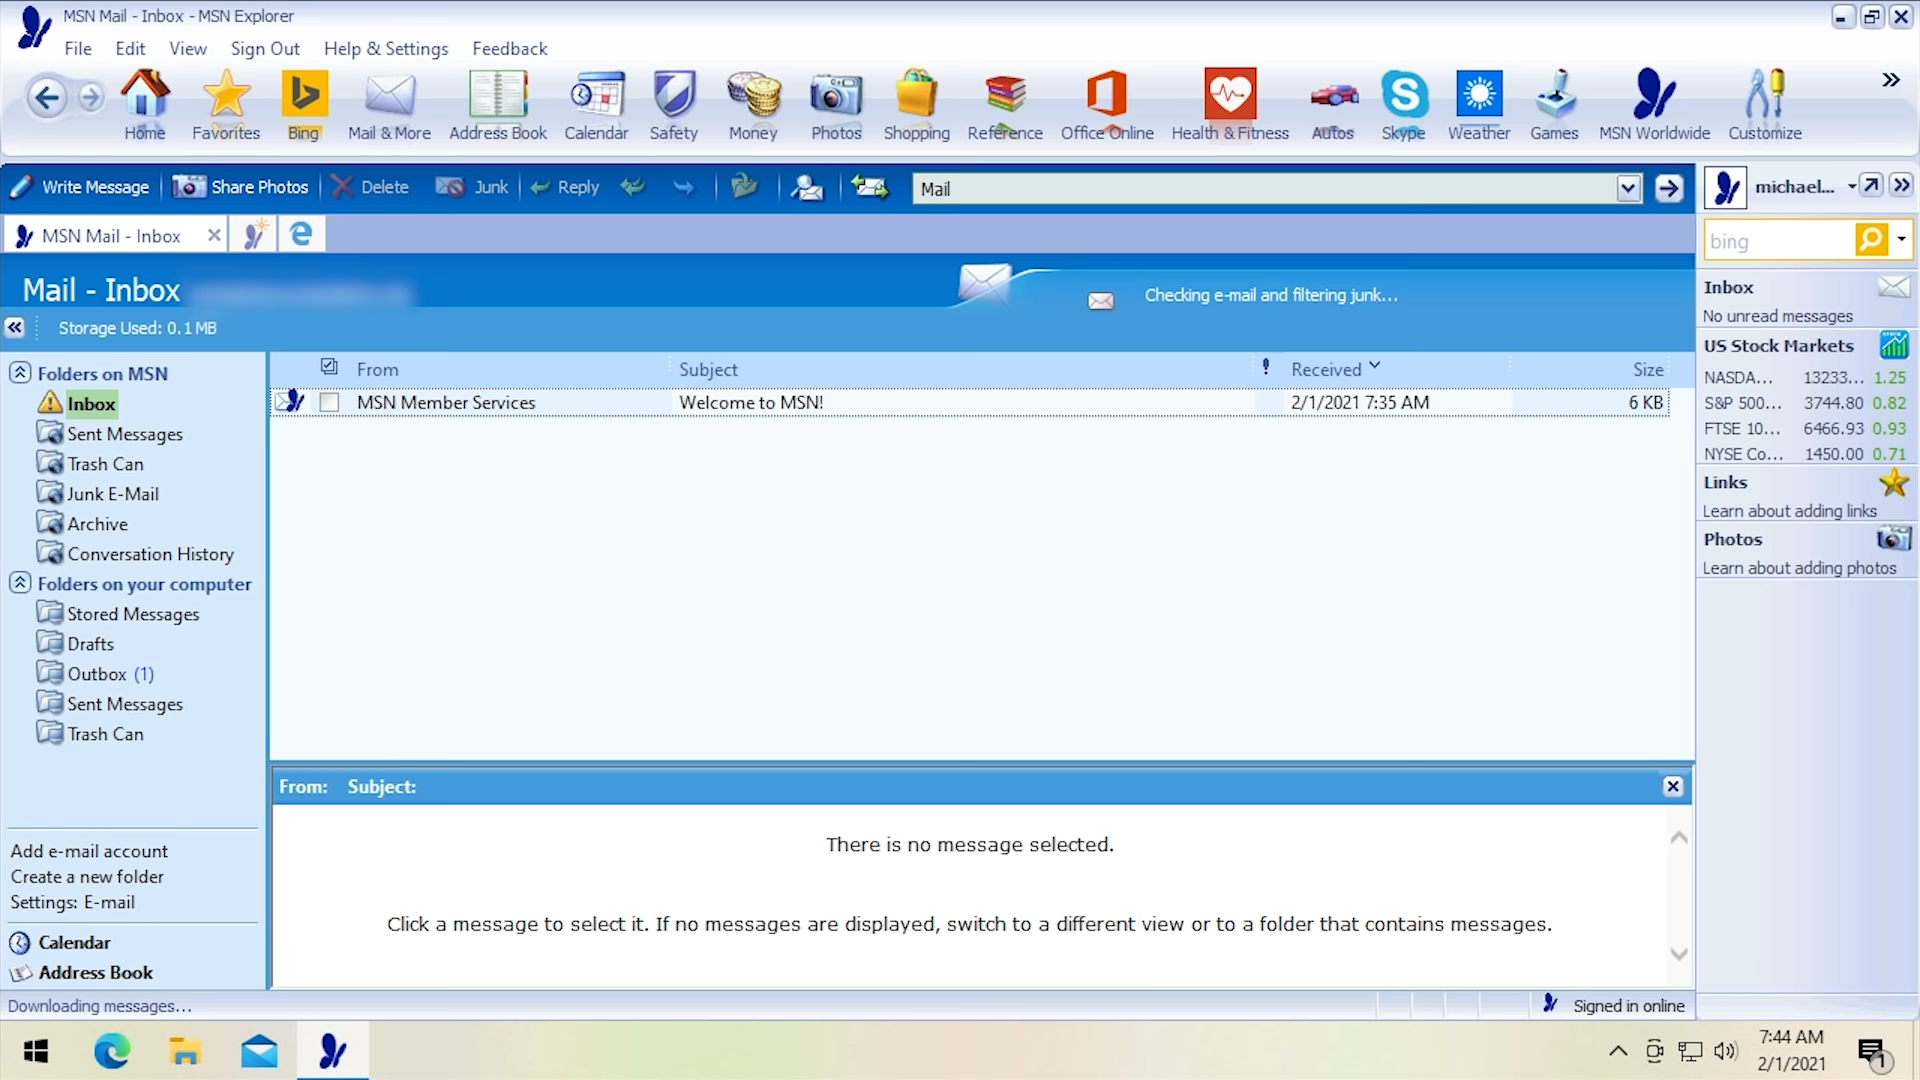 MSN Mail - Inbox - MSN Explorer
File Edit View Sign Out Help & Settings Feedback
Home Favorites Bing Mail & More Address Book Calendar Safety Money Photos Shopping Reference Office Online Health & Fitness Autos Skype Weather Games MSN Worldwide Customize
Write Message Share Photos Delete Junk Reply Mail
michael...
MSN Mail - Inbox
bing
Mail - Inbox
Checking e-mail and filtering junk...
Storage Used: 0.1 MB
Folders on MSN
Inbox
Sent Messages
Trash Can
Junk E-Mail
Archive
Conversation History
Folders on your computer
Stored Messages
Drafts
Outbox (1)
Sent Messages
Trash Can
Add e-mail account
Create a new folder
Settings: E-mail
Calendar
Address Book
From Subject Received Size
MSN Member Services Welcome to MSN! 2/1/2021 7:35 AM 6 KB
From: Subject:
There is no message selected.
Click a message to select it. If no messages are displayed, switch to a different view or to a folder that contains messages.
Inbox
No unread messages
US Stock Markets
NASDA... 13233... 1.25
S&P 500... 3744.80 0.82
FTSE 10... 6466.93 0.93
NYSE Co... 1450.00 0.71
Links
Learn about adding links
Photos
Learn about adding photos
Downloading messages...
Signed in online
7:44 AM
2/1/2021
1